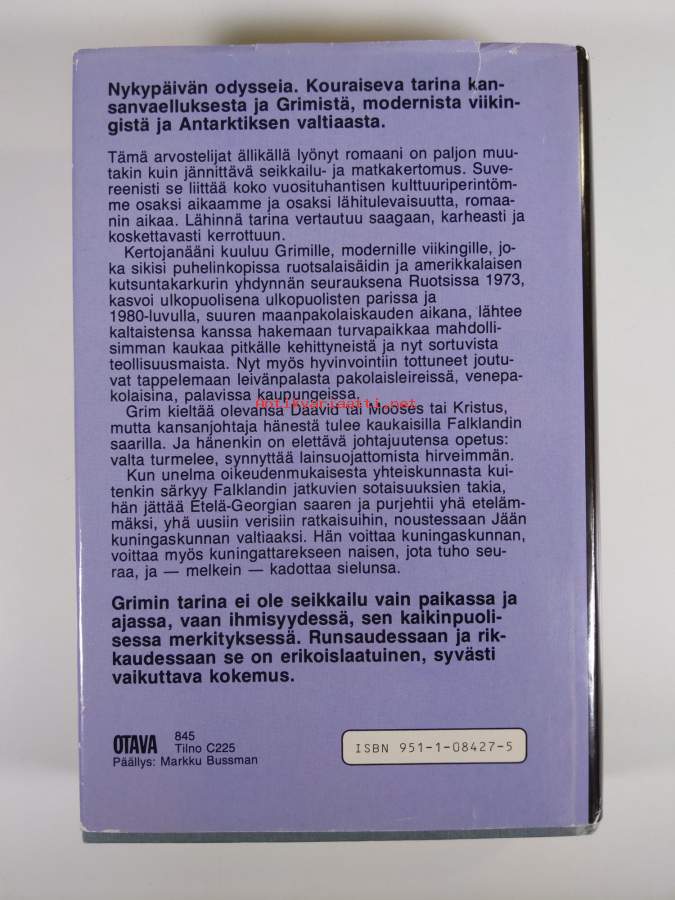 Nykypäivän odysseia. Kouraiseva tarina kan-
sanvaelluksesta ja Grimistä, modernista viikin-
gistä ja Antarktiksen valtiaasta.
Tämä arvostelijat ällikällä lyönyt romaani on paljon muu-
takin kuin jännittävä seikkailu- ja matkakertomus. Suve-
reenisti se liittää koko vuosituhantisen kulttuuriperintöm-
me osaksi aikaamme ja osaksi lähitulevaisuutta, romaa-
nin aikaa. Lähinnä tarina vertautuu saagaan, karheasti ja
koskettavasti kerrottuun.
Kertojanääni kuuluu Grimille, modernille viikingille, jo-
ka sikisi puhelinkopissa ruotsalaisäidin ja amerikkalaisen
kutsuntakarkurin yhdynnän seurauksena Ruotsissa 1973,
kasvoi ulkopuolisena ulkopuolisten parissa ja
1980-luvulla, suuren maanpakolaiskauden aikana, lähtee
kaltaistensa kanssa hakemaan turvapaikkaa mahdolli-
simman kaukaa pitkälle kehittyneistä ja nyt sortuvista
teollisuusmaista. Nyt myös hyvinvointiin tottuneet joutu-
vat tappelemaan leivänpalasta pakolaisleireissä, venepa-
kolaisina, palavissa kaupungeissa.
Antikvariaatti.net
Grim kieltää olevansa Daavid tai Mooses tai Kristus,
mutta kansanjohtaja hänestä tulee kaukaisilla Falklandin
saarilla. Ja hänenkin on elettävä johtajuutensa opetus:
valta turmelee, synnyttää lainsuojattomista hirveimmän.
Kun unelma oikeudenmukaisesta yhteiskunnasta kui-
tenkin särkyy Falklandin jatkuvien sotaisuuksien takia,
hän jättää Etelä-Georgian saaren ja purjehtii yhä eteläm-
mäksi, yhä uusiin verisiin ratkaisuihin, noustessaan Jään
kuningaskunnan valtiaaksi. Hän voittaa kuningaskunnan,
voittaa myös kuningattarekseen naisen, jota tuho seu-
raa, ja — melkein — kadottaa sielunsa.
Grimin tarina ei ole seikkailu vain paikassa ja
ajassa, vaan ihmisyydessä, sen kaikinpuoli-
sessa merkityksessä. Runsaudessaan ja rik-
kaudessaan se on erikoislaatuinen, syvästi
vaikuttava kokemus.
OTAVA
845
Tilno C225
Päällys: Markku Bussman
ISBN 951-1-08427-5